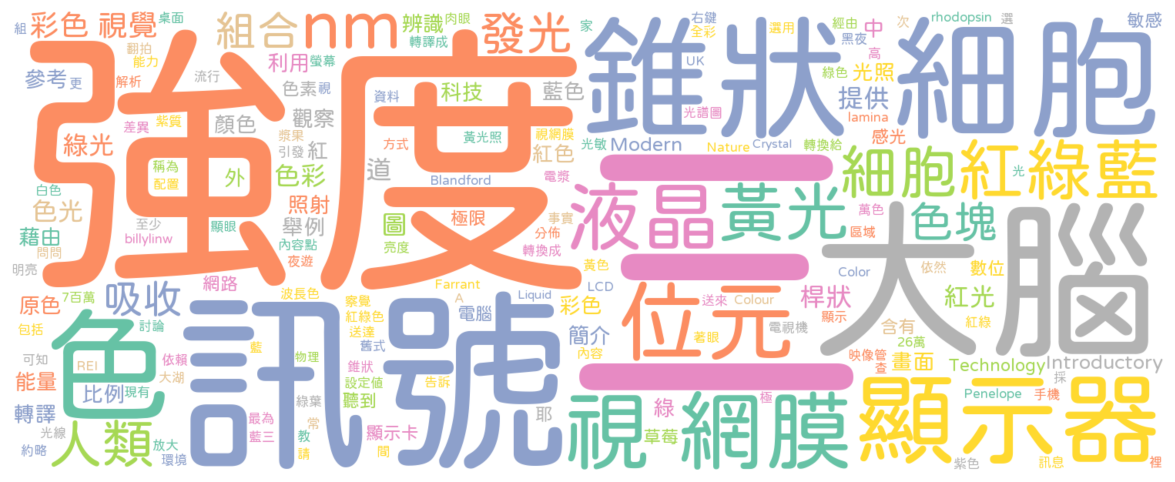 強度
訊號
大腦
錐狀
細胞
三
顯示器
視網膜
位元
液晶
黃光
細胞
紅綠藍
色
人類
nm
發光
組合
彩色
視覺
組
桌面
翻拍
能力
參考
更
解析
流行
利用
螢幕
辨識
肉眼
轉譯成
色素
視
觀察
顏色
差異
紫質
綠光
漿果
引發
紅
稱為
配置
外
色彩
照射
舉例
內容點
夜遊
顯眼
至少
billylinw
白色
色光
藉由
問問
明亮
原色
7百萬
吸收
網路
包括
討論
REI
可知
能量
依賴
大湖
比例
現有
轉譯
光線
約略
放大
環境
資料
科技
藍色
方式
黃光照
視網膜
紅色
道
Blandford
電漿
圖
極限
事實
分佈
轉換成
亮度
黃色
波長色
察覺
紅綠色
送達
Farrant
A
Liquid
LCD
電腦
彩色
舊式
簡介
內容
藍
物理
錐狀
設定值
告訴
聽到
綠葉
最為
藍三
常
教
請
顯示卡
間
耶
家
右鍵
全彩
UK
選用
經由
黑夜
中
高
次
rhodopsin
選
敏感
綠色
光照
提供
lamina
感光
光譜圖
光敏
Modern
Nature
Crystal
轉換給
光
色塊
萬色
區域
Color
依然
數位
紅光
紅綠
桿狀
顯示
送來
Colour
著眼
電視機
含有
26萬
映像管
查
畫面
Technology
Introductory
採
Penelope
手機
綠
極
草莓
紫色
訊息
裡